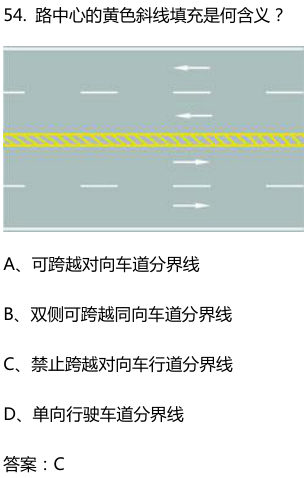 54. 路中心的黄色斜线填充是何含义？
A、可跨越对向车道分界线
B、双侧可跨越同向车道分界线
C、禁止跨越对向车行道分界线
D、单向行驶车道分界线
答案：C